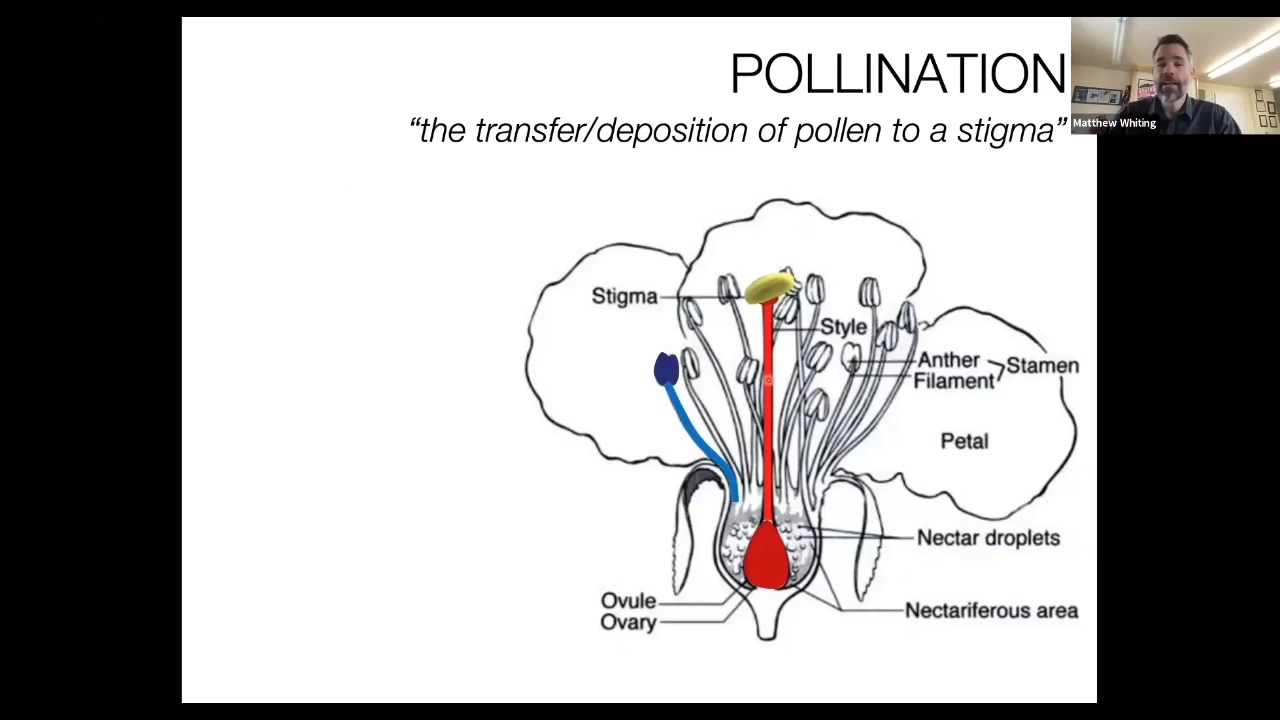 POLLINATION
“the transfer/deposition of pollen to a stigma”
Matthew Whiting
Stigma
Style
Anther
Filament
Stamen
Petal
Nectar droplets
Ovule
Ovary
Nectariferous area